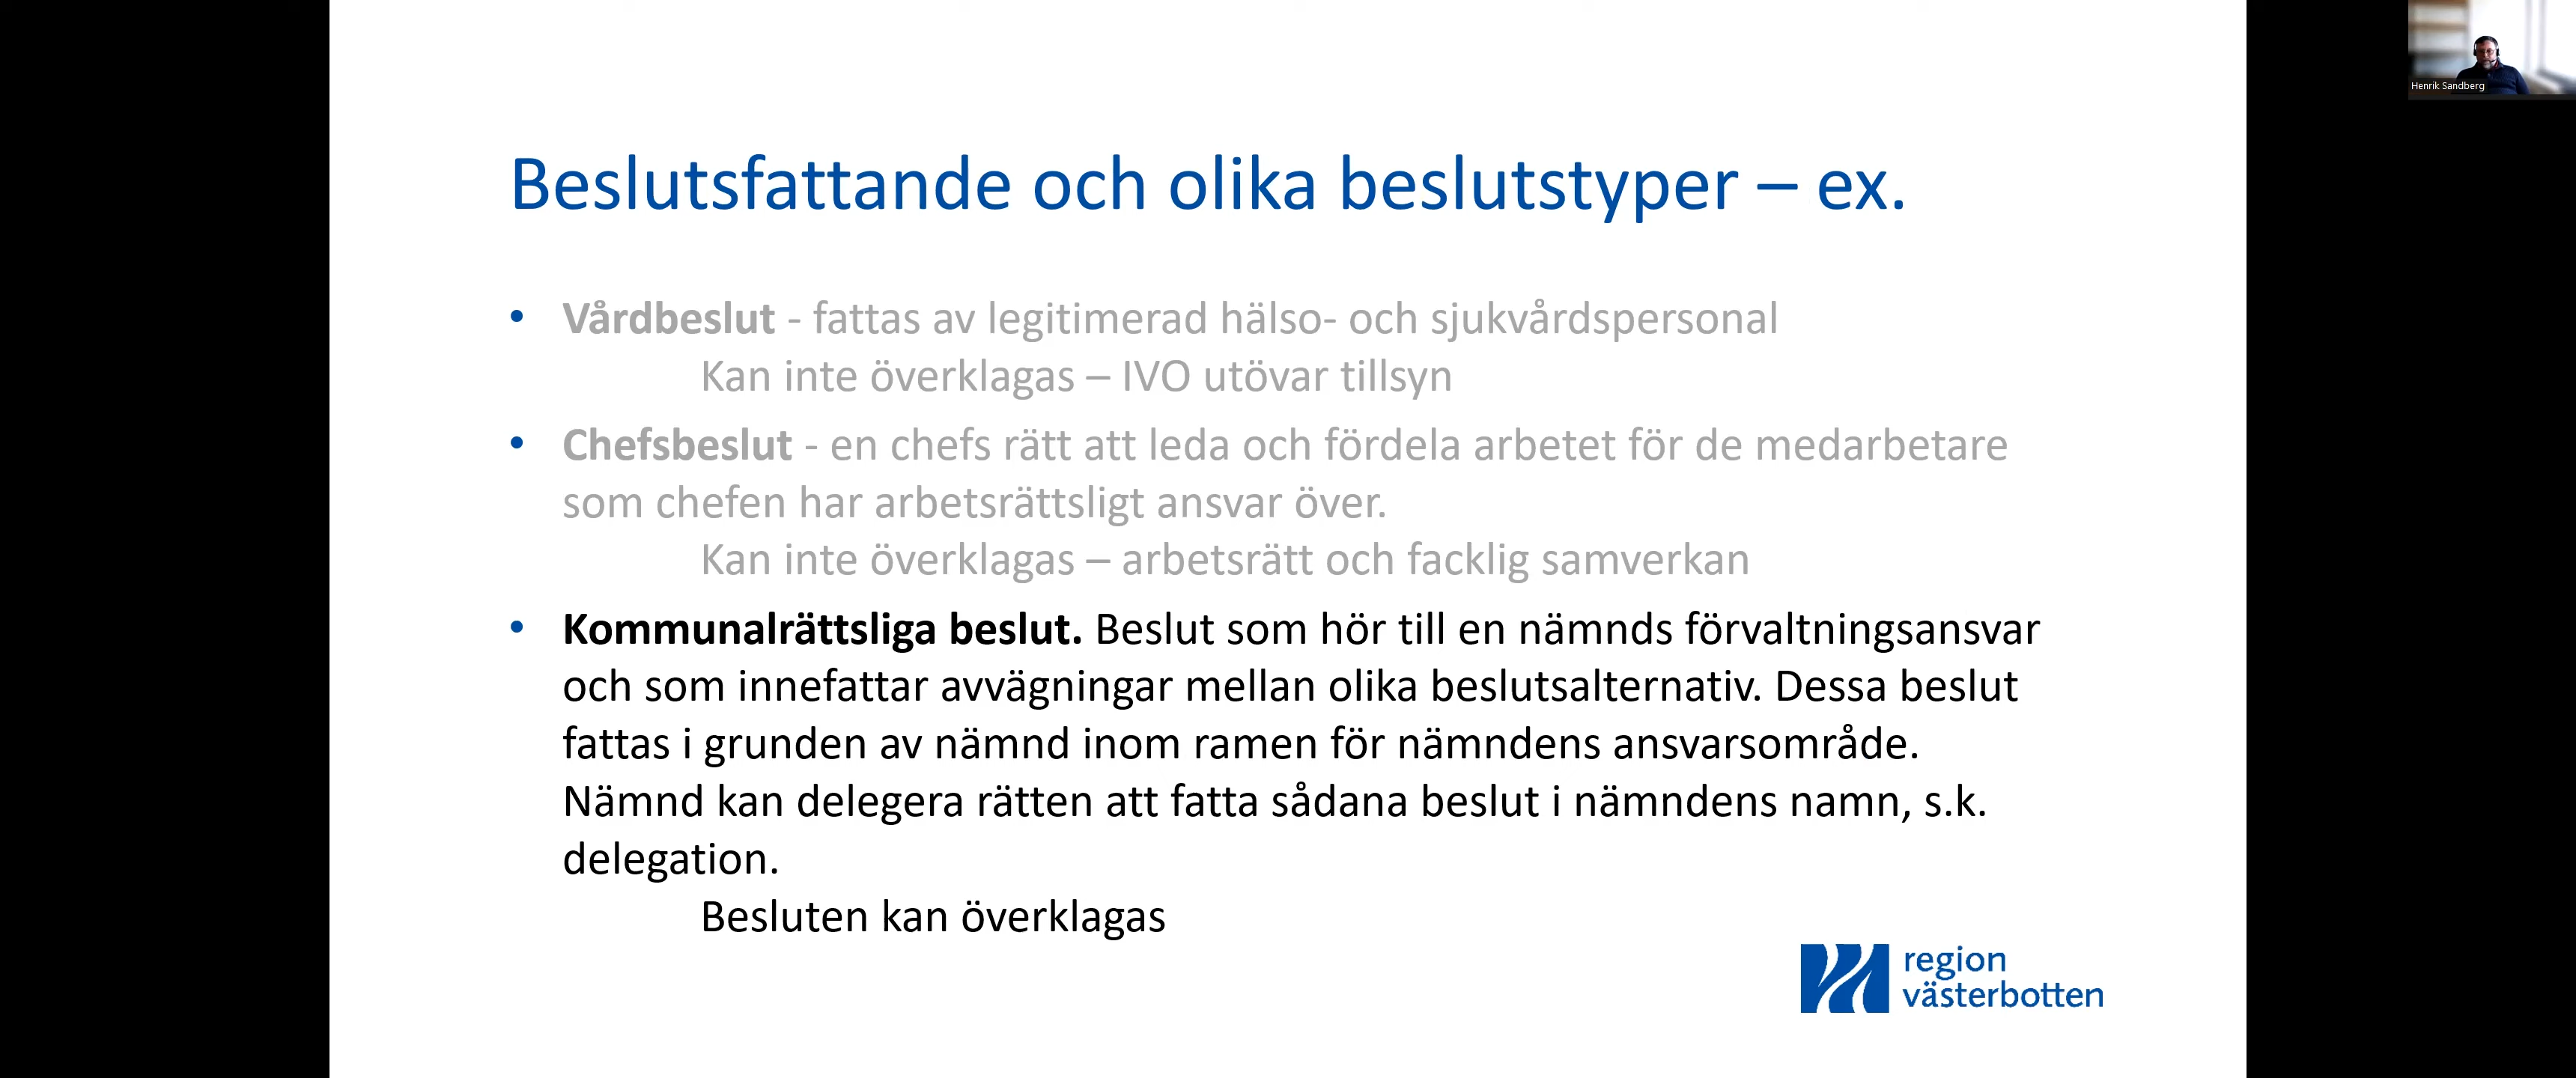 Henrik Sandberg
Beslutsfattande och olika beslutstyper – ex.
• Vårdbeslut - fattas av legitimerad hälso- och sjukvårdspersonal
Kan inte överklagas – IVO utövar tillsyn
• Chefsbeslut - en chefs rätt att leda och fördela arbetet för de medarbetare
som chefen har arbetsrättsligt ansvar över.
Kan inte överklagas – arbetsrätt och facklig samverkan
• Kommunalrättsliga beslut. Beslut som hör till en nämnds förvaltningsansvar
och som innefattar avvägningar mellan olika beslutsalternativ. Dessa beslut
fattas i grunden av nämnd inom ramen för nämndens ansvarsområde.
Nämnd kan delegera rätten att fatta sådana beslut i nämndens namn, s.k.
delegation.
Besluten kan överklagas
region
västerbotten